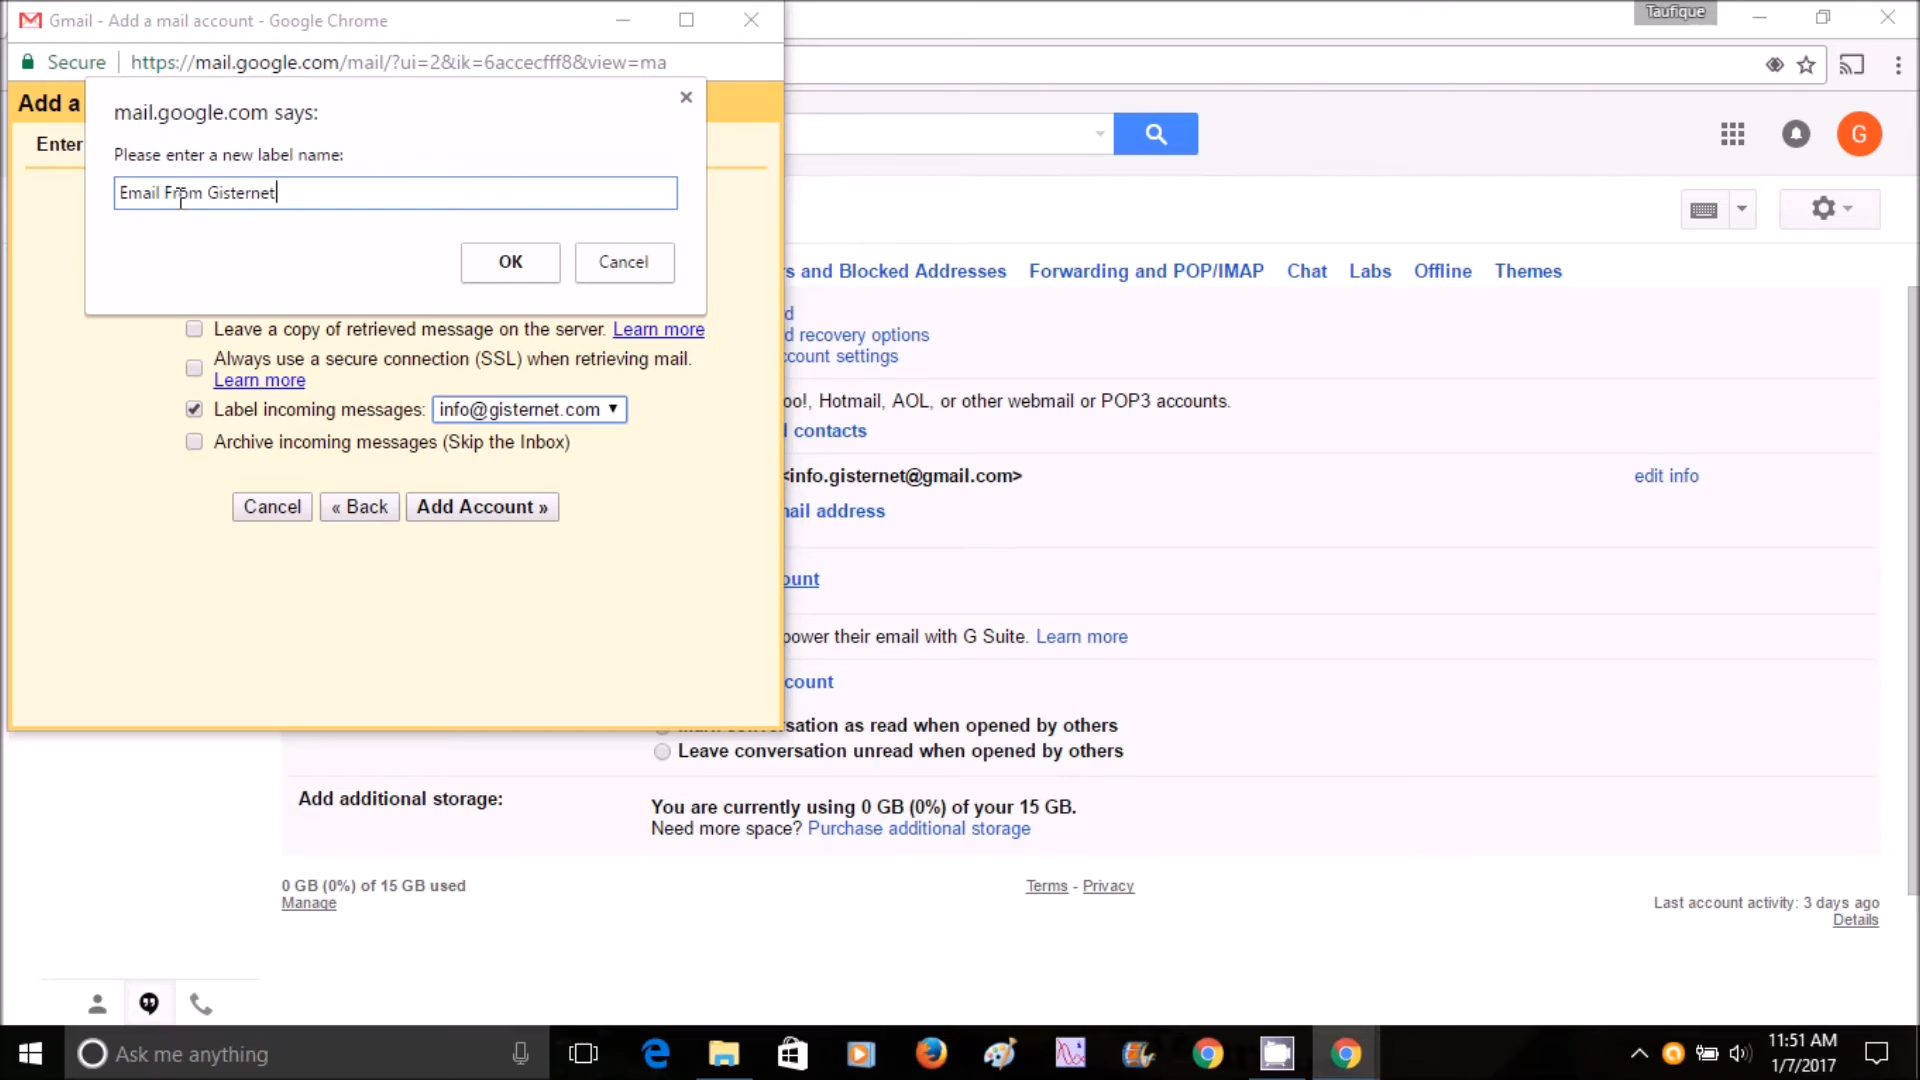 Gmail - Add a mail account - Google Chrome
Taufique
Secure https://mail.google.com/mail/?ui=2&ik=6accecfff8&view=ma
Add a
mail.google.com says:
Enter
Please enter a new label name:
Email From Gisternet
OK Cancel
G
s and Blocked Addresses Forwarding and POP/IMAP Chat Labs Offline Themes
d
Leave a copy of retrieved message on the server. Learn more
d recovery options
Always use a secure connection (SSL) when retrieving mail.
Learn more
ccount settings
Label incoming messages: info@gisternet.com
oo!, Hotmail, AOL, or other webmail or POP3 accounts.
Archive incoming messages (Skip the Inbox)
contacts
<info.gisternet@gmail.com> edit info
Cancel « Back Add Account »
ail address
ount
power their email with G Suite. Learn more
count
sation as read when opened by others
Leave conversation unread when opened by others
Add additional storage:
You are currently using 0 GB (0%) of your 15 GB.
Need more space? Purchase additional storage
0 GB (0%) of 15 GB used
Manage
Terms - Privacy
Last account activity: 3 days ago
Details
Ask me anything
11:51 AM
1/7/2017